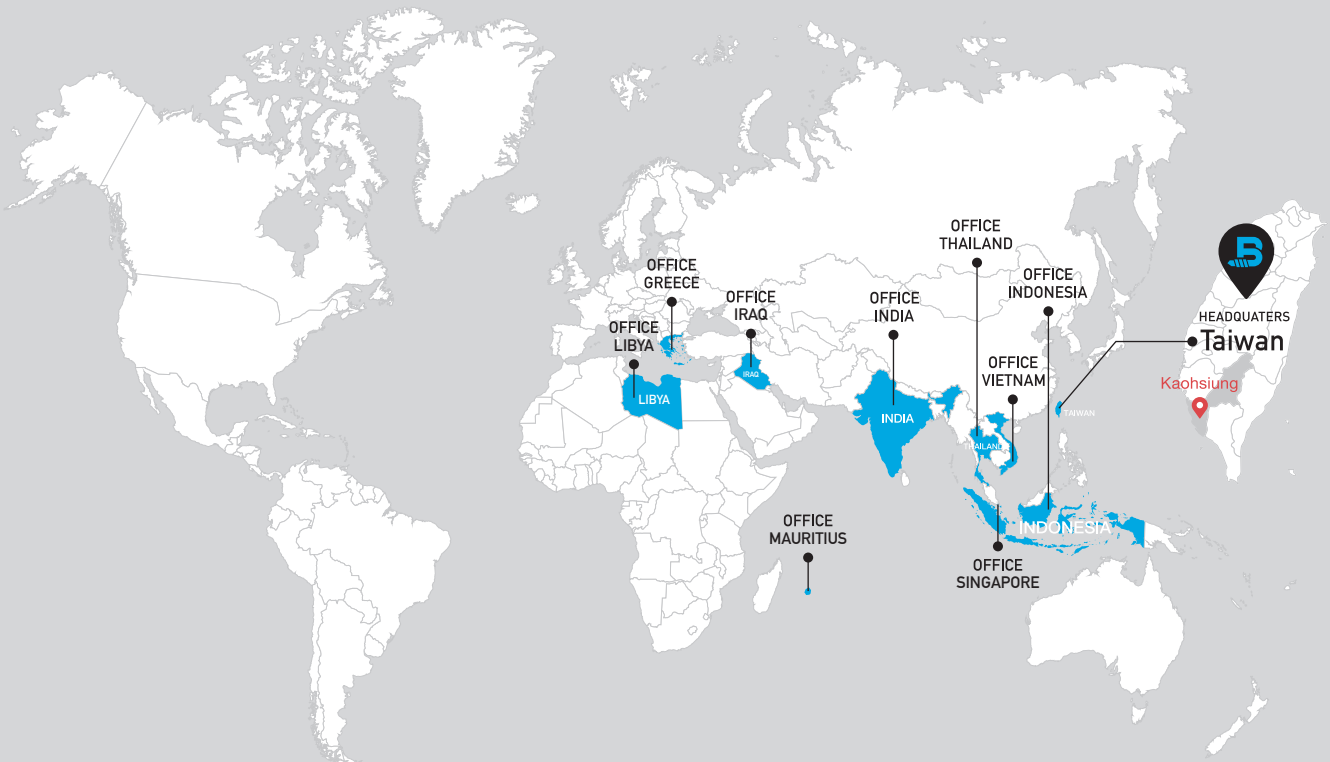 OFFICE
THAILAND
OFFICE
GREECE
OFFICE
INDONESIA
OFFICE
IRAQ
OFFICE
INDIA
OFFICE
LIBYA
HEADQUATERS
Taiwan
OFFICE
VIETNAM
Kaohsiung
IRAQ
LIBYA
INDIA
TAIWAN
THAILAND
OFFICE
MAURITIUS
INDONESIA
OFFICE
SINGAPORE
B